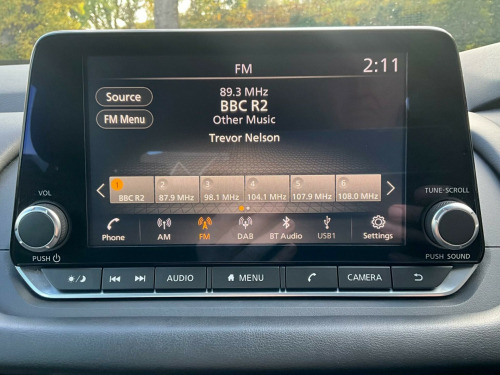 FM 2:11
Source
89.3 MHz
BBC R2
FM Menu
Other Music
Trevor Nelson
1 2 3 4 5 6
BBC R2 87.9 MHz 98.1 MHz 104.1 MHz 107.9 MHz 108.0 MHz
Phone AM FM DAB BT Audio USB1 Settings
VOL
PUSH
TUNE·SCROLL
PUSH SOUND
AUDIO MENU CAMERA